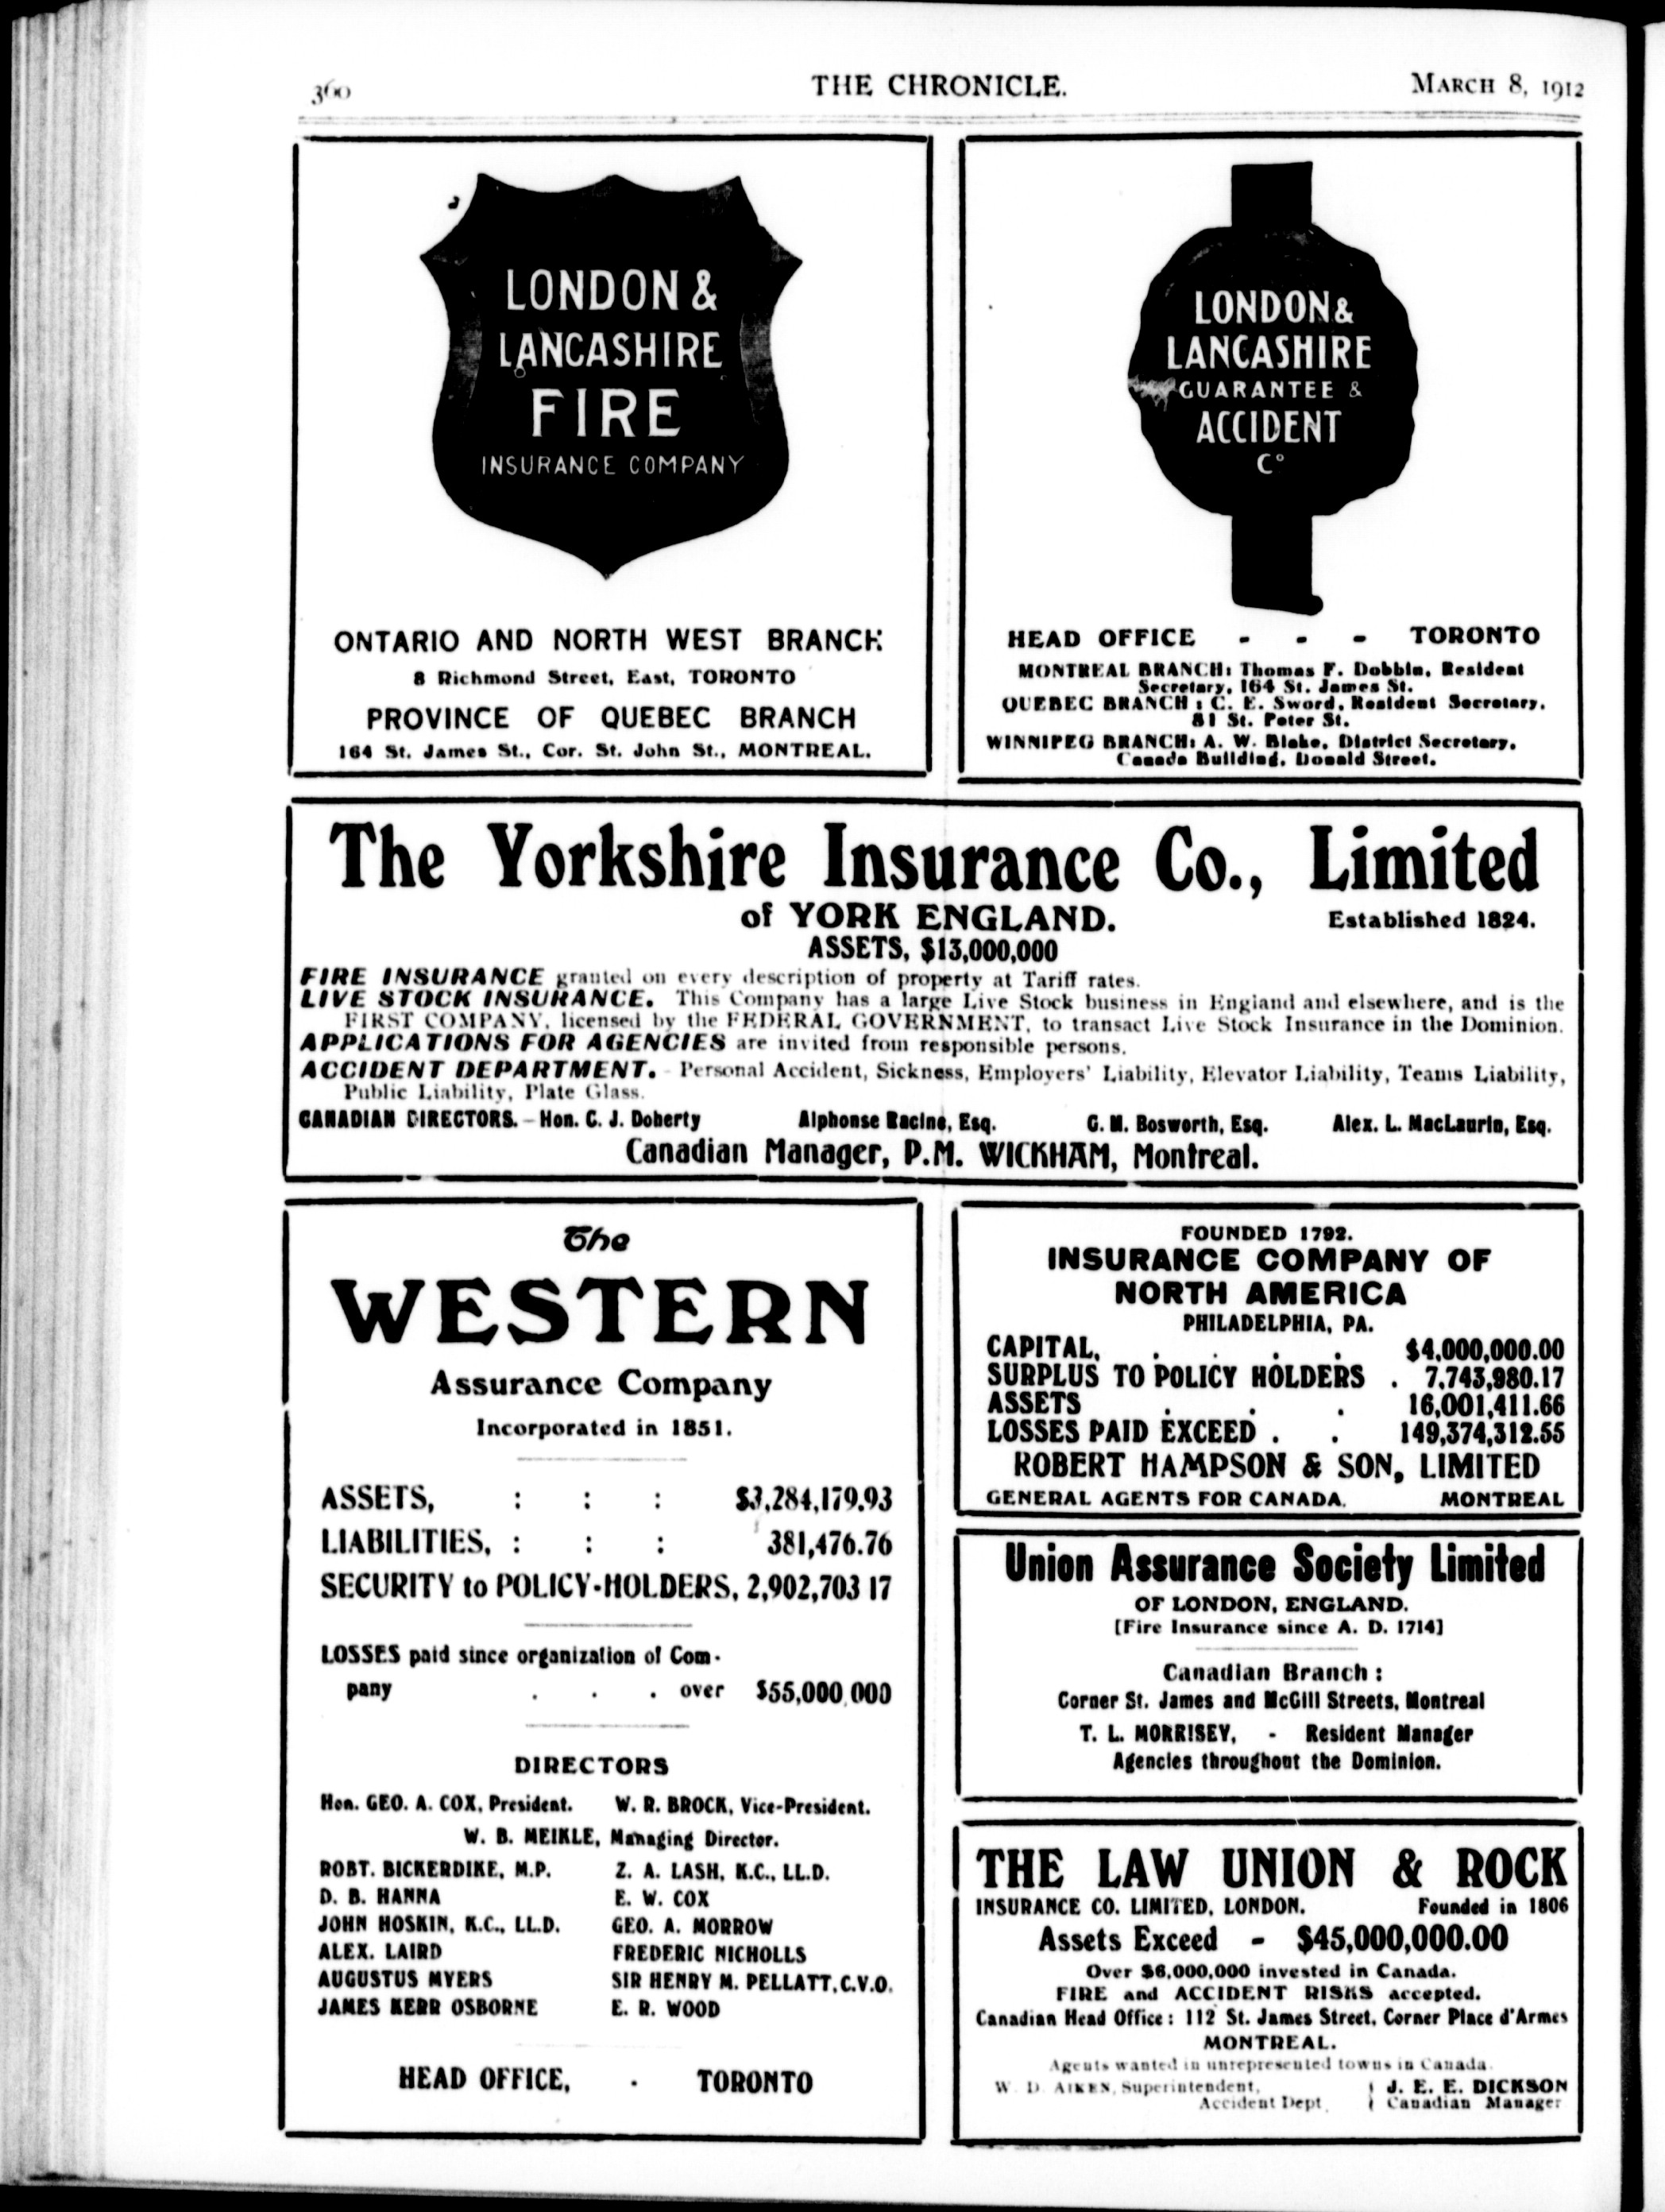 360 THE CHRONICLE. MARCH 8, 1912
LONDON &
LANCASHIRE
FIRE
INSURANCE COMPANY
ONTARIO AND NORTH WEST BRANCH
8 Richmond Street, East, TORONTO
PROVINCE OF QUEBEC BRANCH
164 St. James St., Cor. St. John St., MONTREAL.
LONDON &
LANCASHIRE
GUARANTEE &
ACCIDENT
Co
HEAD OFFICE - - - TORONTO
MONTREAL BRANCH: Thomas F. Dobbin, Resident
Secretary, 164 St. James St.
QUEBEC BRANCH : C. E. Sword, Resident Secretary,
81 St. Peter St.
WINNIPEG BRANCH: A. W. Blake, District Secretary,
Canada Building, Donald Street.
The Yorkshire Insurance Co., Limited
of YORK ENGLAND. Established 1824.
ASSETS, $13,000,000
FIRE INSURANCE granted on every description of property at Tariff rates.
LIVE STOCK INSURANCE. This Company has a large Live Stock business in England and elsewhere, and is the
FIRST COMPANY, licensed by the FEDERAL GOVERNMENT, to transact Live Stock Insurance in the Dominion.
APPLICATIONS FOR AGENCIES are invited from responsible persons.
ACCIDENT DEPARTMENT. - Personal Accident, Sickness, Employers' Liability, Elevator Liability, Teams Liability,
Public Liability, Plate Glass.
CANADIAN DIRECTORS. - Hon. C. J. Doherty Alphonse Racine, Esq. G. M. Bosworth, Esq. Alex. L. MacLaurin, Esq.
Canadian Manager, P.M. WICKHAM, Montreal.
The
WESTERN
Assurance Company
Incorporated in 1851.
ASSETS, : : : $3,284,179.93
LIABILITIES, : : : 381,476.76
SECURITY to POLICY-HOLDERS, 2,902,703 17
LOSSES paid since organization of Com-
pany . . . over $55,000,000
DIRECTORS
Hon. GEO. A. COX, President. W. R. BROCK, Vice-President.
W. B. MEIKLE, Managing Director.
ROBT. BICKERDIKE, M.P. Z. A. LASH, K.C., LL.D.
D. B. HANNA E. W. COX
JOHN HOSKIN, K.C., LL.D. GEO. A. MORROW
ALEX. LAIRD FREDERIC NICHOLLS
AUGUSTUS MYERS SIR HENRY M. PELLATT, C.V.O.
JAMES KERR OSBORNE E. R. WOOD
HEAD OFFICE, . TORONTO
FOUNDED 1792.
INSURANCE COMPANY OF
NORTH AMERICA
PHILADELPHIA, PA.
CAPITAL, . . . . $4,000,000.00
SURPLUS TO POLICY HOLDERS . 7,743,980.17
ASSETS . . . 16,001,411.66
LOSSES PAID EXCEED . . 149,374,312.55
ROBERT HAMPSON & SON, LIMITED
GENERAL AGENTS FOR CANADA. MONTREAL
Union Assurance Society Limited
OF LONDON, ENGLAND.
[Fire Insurance since A. D. 1714]
Canadian Branch :
Corner St. James and McGill Streets, Montreal
T. L. MORRISEY, - Resident Manager
Agencies throughout the Dominion.
THE LAW UNION & ROCK
INSURANCE CO. LIMITED, LONDON. Founded in 1806
Assets Exceed - $45,000,000.00
Over $6,000,000 invested in Canada.
FIRE and ACCIDENT RISKS accepted.
Canadian Head Office : 112 St. James Street, Corner Place d'Armes
MONTREAL.
Agents wanted in unrepresented towns in Canada.
W. D. AIKEN, Superintendent, J. E. E. DICKSON
Accident Dept. Canadian Manager